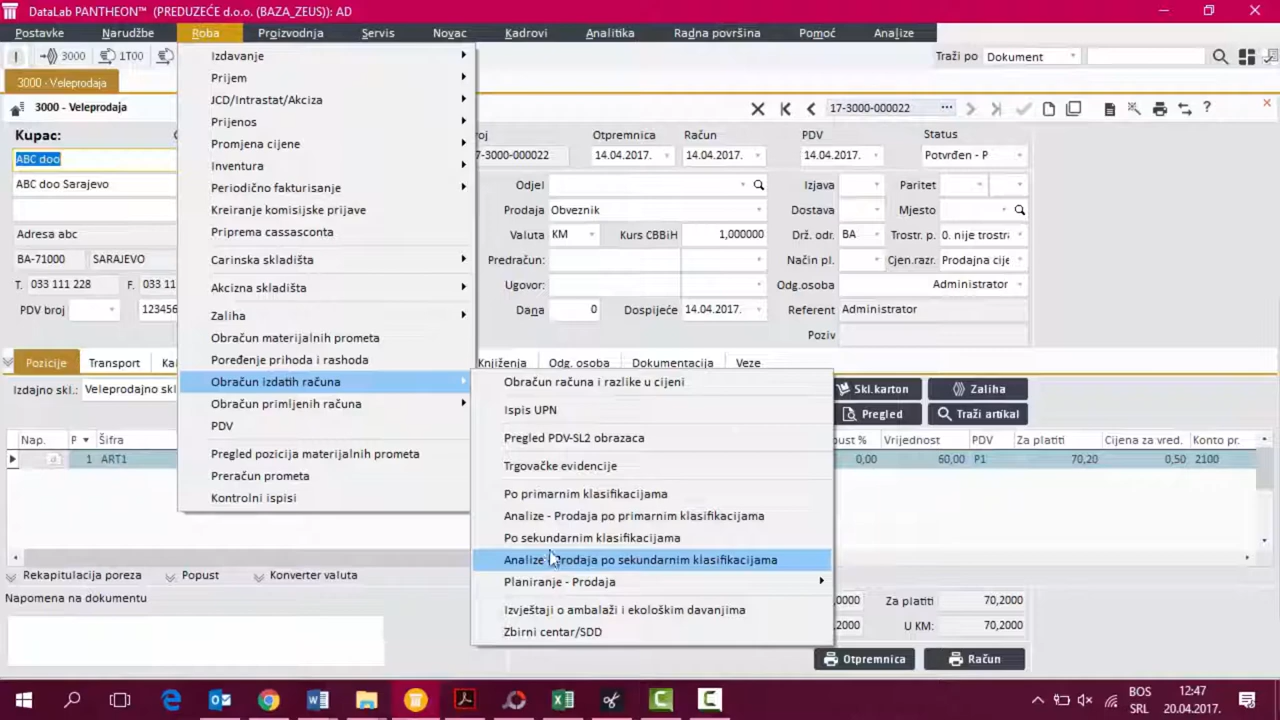 DataLab PANTHEON™ (PREDUZEĆE d.o.o. (BAZA_ZEUS)): AD
Postavke Narudžbe Roba Proizvodnja Servis Novac Kadrovi Analitika Radna površina Pomoć Analize
3000 1T00 Traži po Dokument
3000 - Veleprodaja
3000 - Veleprodaja 17-3000-000022
Kupac: Otpremnica Račun PDV Status
ABC doo 7-3000-000022 14.04.2017. 14.04.2017. 14.04.2017. Potvrđen - P
ABC doo Sarajevo Odjel Izjava Paritet
Prodaja Obveznik Dostava Mjesto
Adresa abc Valuta KM Kurs CBBiH 1,000000 Drž. odr. BA Trostr. p. 0. nije trostr
BA-71000 SARAJEVO Predračun: Način pl. Cjen.razr. Prodajna cije
T. 033 111 228 F. 033 11 Ugovor: Odg.osoba Administrator
PDV broj 123456 Dana 0 Dospijeće 14.04.2017. Referent Administrator
Poziv
Pozicije Transport Knjiženja Odg. osoba Dokumentacija Veze
Izdajno skl.: Veleprodajno skl Skl.karton Zaliha
Pregled Traži artikal
Nap. P Šifra Vrijednost PDV Za platiti Cijena za vred. Konto pr.
1 ART1 0,00 60,00 P1 70,20 0,50 2100
Izdavanje
Prijem
JCD/Intrastat/Akciza
Prijenos
Promjena cijene
Inventura
Periodično fakturisanje
Kreiranje komisijske prijave
Priprema cassasconta
Carinska skladišta
Akcizna skladišta
Zaliha
Obračun materijalnih prometa
Poređenje prihoda i rashoda
Obračun izdatih računa
Obračun primljenih računa
PDV
Pregled pozicija materijalnih prometa
Preračun prometa
Kontrolni ispisi
Obračun računa i razlike u cijeni
Ispis UPN
Pregled PDV-SL2 obrazaca
Trgovačke evidencije
Po primarnim klasifikacijama
Analize - Prodaja po primarnim klasifikacijama
Po sekundarnim klasifikacijama
Analize - Prodaja po sekundarnim klasifikacijama
Planiranje - Prodaja
Izvještaji o ambalaži i ekološkim davanjima
Zbirni centar/SDD
Rekapitulacija poreza Popust Konverter valuta
Napomena na dokumentu
0000 Za platiti 70,2000
2000 U KM: 70,2000
Otpremnica Račun
BOS 12:47
SRL 20.04.2017.